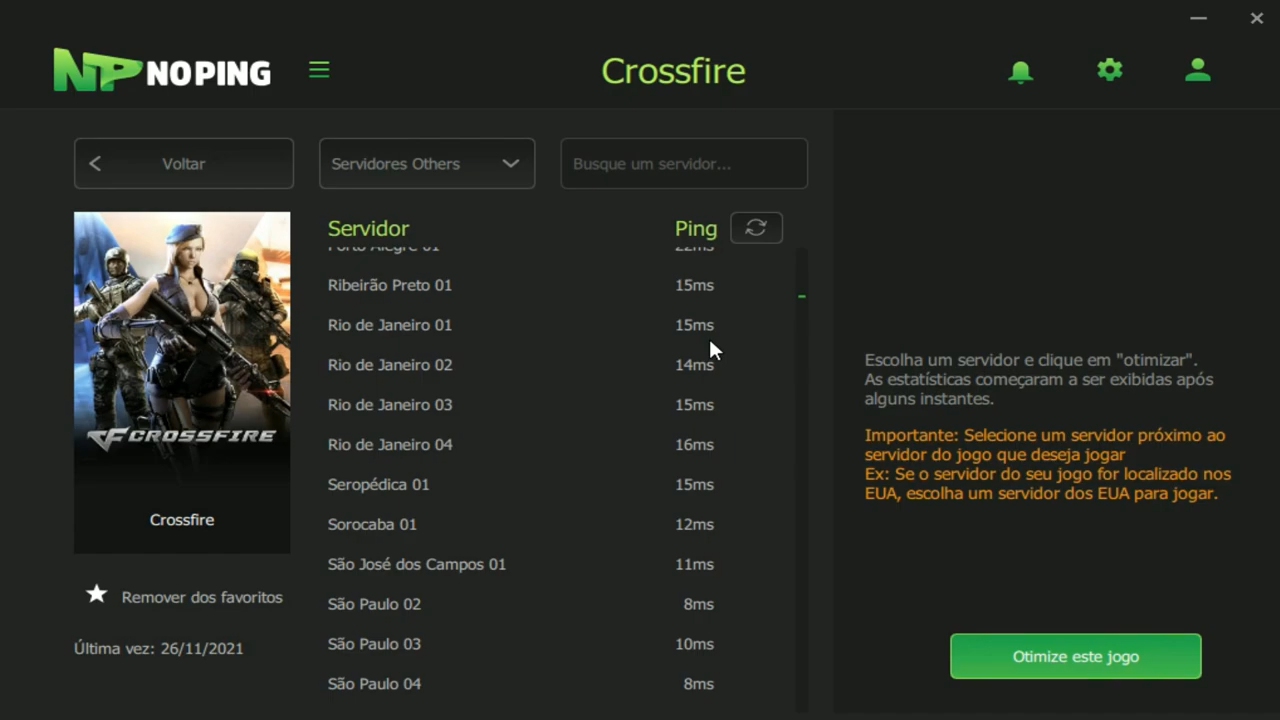 NP NOPING
Crossfire
Voltar
Servidores Others
Busque um servidor...
Servidor Ping
Porto Alegre 01 22ms
Ribeirão Preto 01 15ms
Rio de Janeiro 01 15ms
Rio de Janeiro 02 14ms
Rio de Janeiro 03 15ms
Rio de Janeiro 04 16ms
Seropédica 01 15ms
Sorocaba 01 12ms
São José dos Campos 01 11ms
São Paulo 02 8ms
São Paulo 03 10ms
São Paulo 04 8ms
CF CROSSFIRE
Crossfire
Remover dos favoritos
Última vez: 26/11/2021
Escolha um servidor e clique em "otimizar".
As estatísticas começaram a ser exibidas após
alguns instantes.
Importante: Selecione um servidor próximo ao
servidor do jogo que deseja jogar
Ex: Se o servidor do seu jogo for localizado nos
EUA, escolha um servidor dos EUA para jogar.
Otimize este jogo